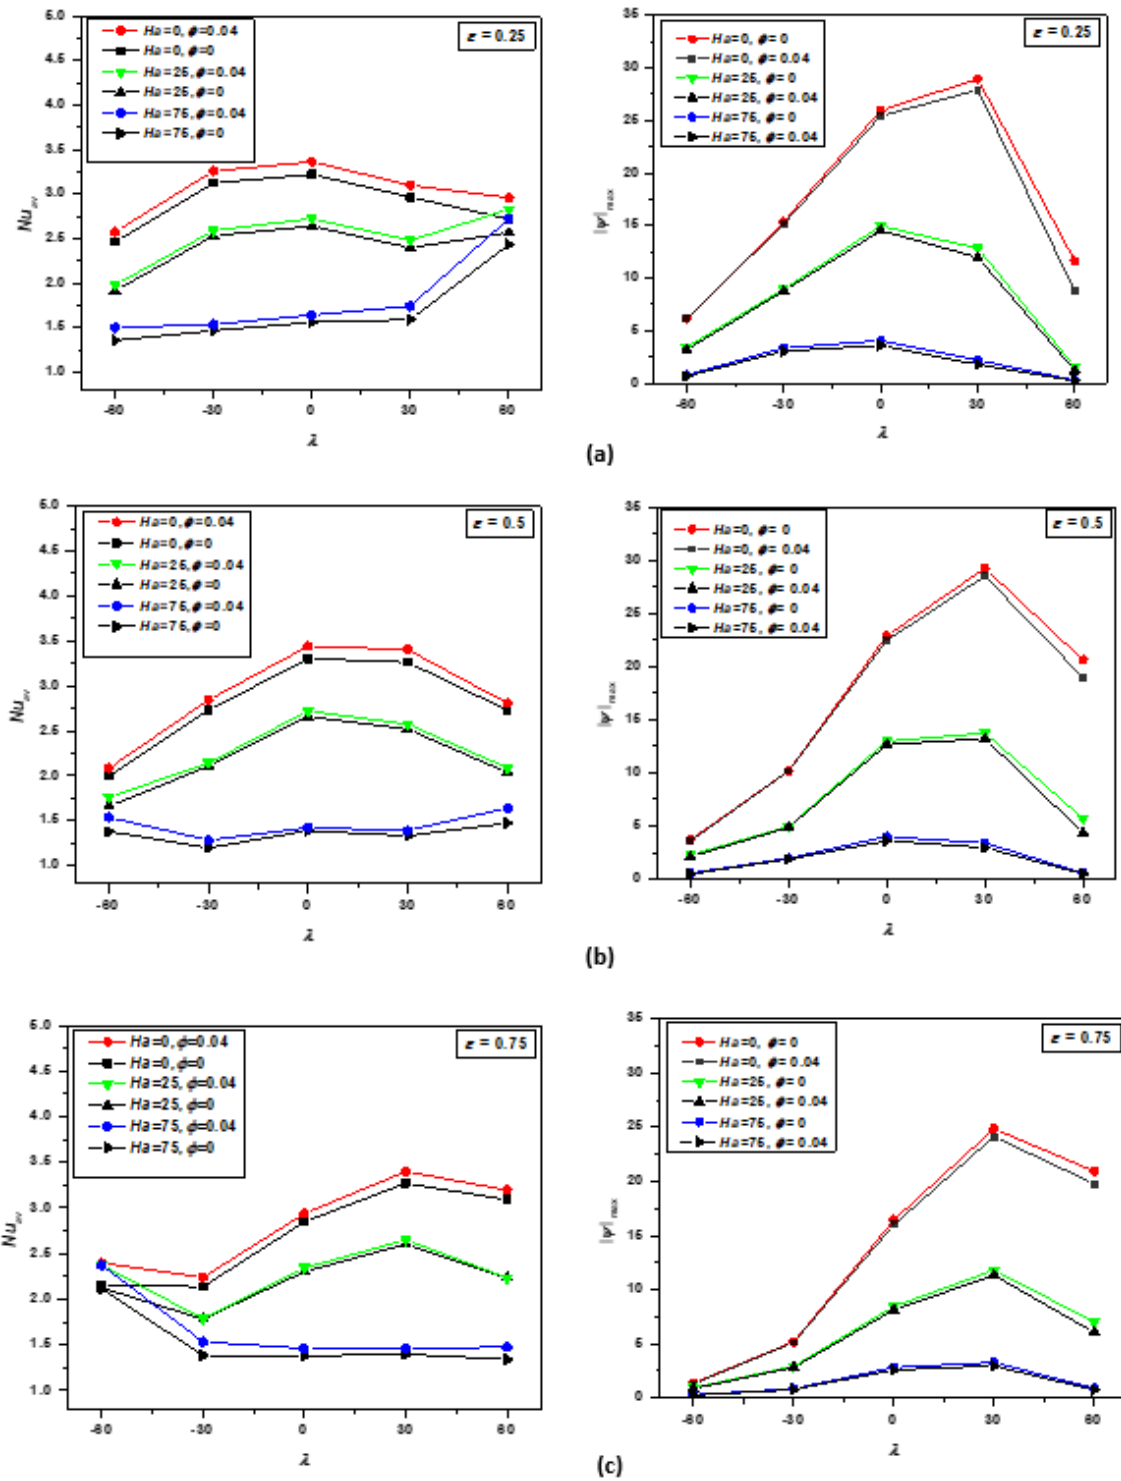 5.0
4.5
4.0
3.5
3.0
2.5
2.0
1.5
1.0
Nu_av
Ha=0, ϕ=0.04
Ha=0, ϕ=0
Ha=25, ϕ=0.04
Ha=25, ϕ=0
Ha=75, ϕ=0.04
Ha=75, ϕ=0
ε = 0.25
-60 -30 0 30 60
λ
35
30
25
20
15
10
5
0
|ψ|max
Ha=0, ϕ=0
Ha=0, ϕ=0.04
Ha=25, ϕ=0
Ha=25, ϕ=0.04
Ha=75, ϕ=0
Ha=75, ϕ=0.04
ε = 0.25
-60 -30 0 30 60
λ
(a)
5.0
4.5
4.0
3.5
3.0
2.5
2.0
1.5
1.0
Nu_av
Ha=0, ϕ=0.04
Ha=0, ϕ=0
Ha=25, ϕ=0.04
Ha=25, ϕ=0
Ha=75, ϕ=0.04
Ha=75, ϕ=0
ε = 0.5
-60 -30 0 30 60
λ
35
30
25
20
15
10
5
0
|ψ|max
Ha=0, ϕ=0
Ha=0, ϕ=0.04
Ha=25, ϕ=0
Ha=25, ϕ=0.04
Ha=75, ϕ=0
Ha=75, ϕ=0.04
ε = 0.5
-60 -30 0 30 60
λ
(b)
5.0
4.5
4.0
3.5
3.0
2.5
2.0
1.5
1.0
Nu_av
Ha=0, ϕ=0.04
Ha=0, ϕ=0
Ha=25, ϕ=0.04
Ha=25, ϕ=0
Ha=75, ϕ=0.04
Ha=75, ϕ=0
ε = 0.75
-60 -30 0 30 60
λ
35
30
25
20
15
10
5
0
|ψ|max
Ha=0, ϕ=0
Ha=0, ϕ=0.04
Ha=25, ϕ=0
Ha=25, ϕ=0.04
Ha=75, ϕ=0
Ha=75, ϕ=0.04
ε = 0.75
-60 -30 0 30 60
λ
(c)